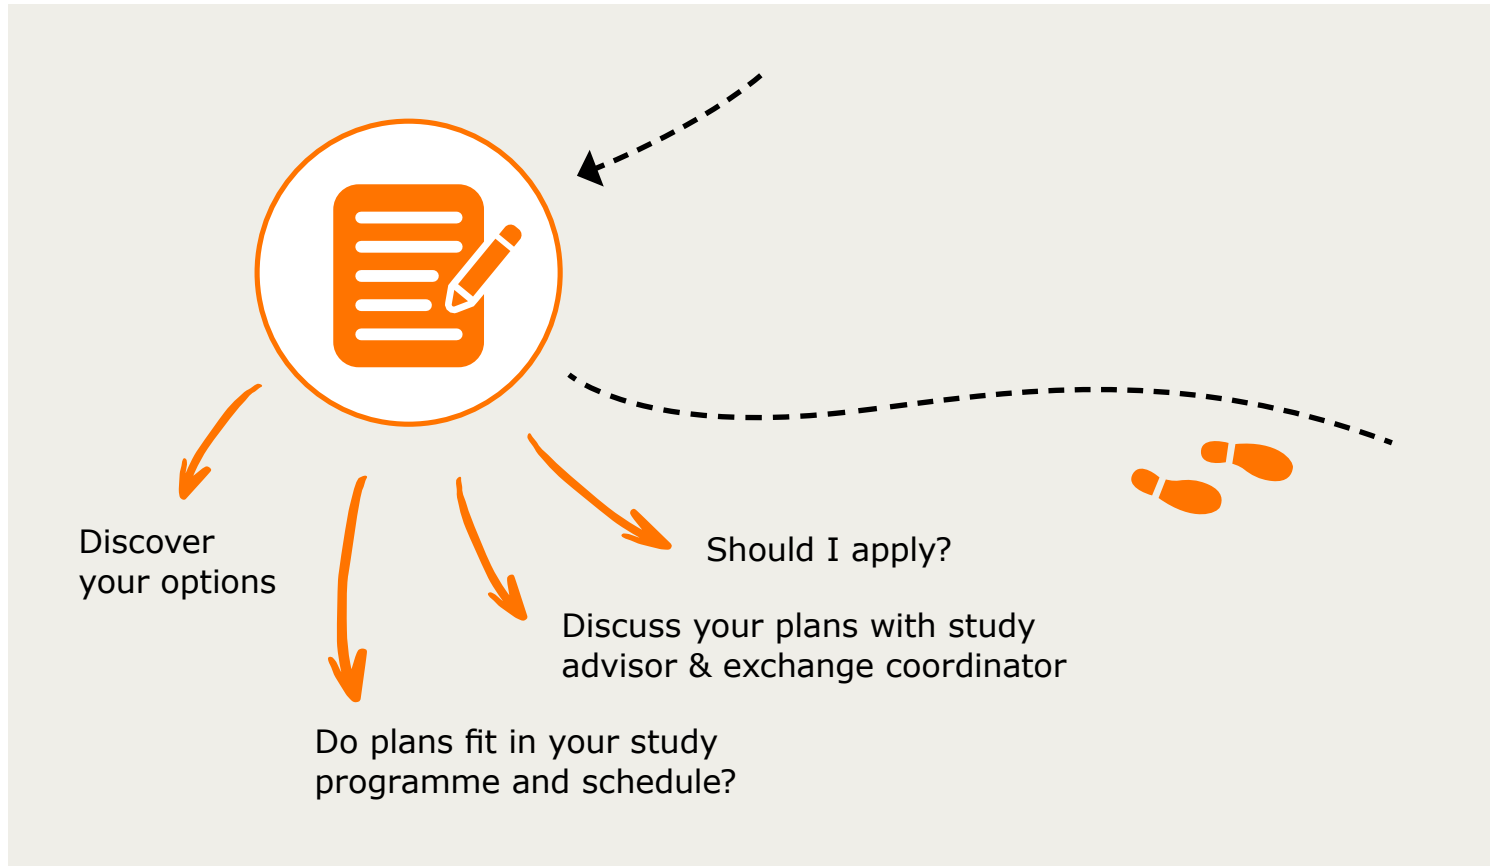 Discover
your options
Do plans fit in your study
programme and schedule?
Discuss your plans with study
advisor & exchange coordinator
Should I apply?